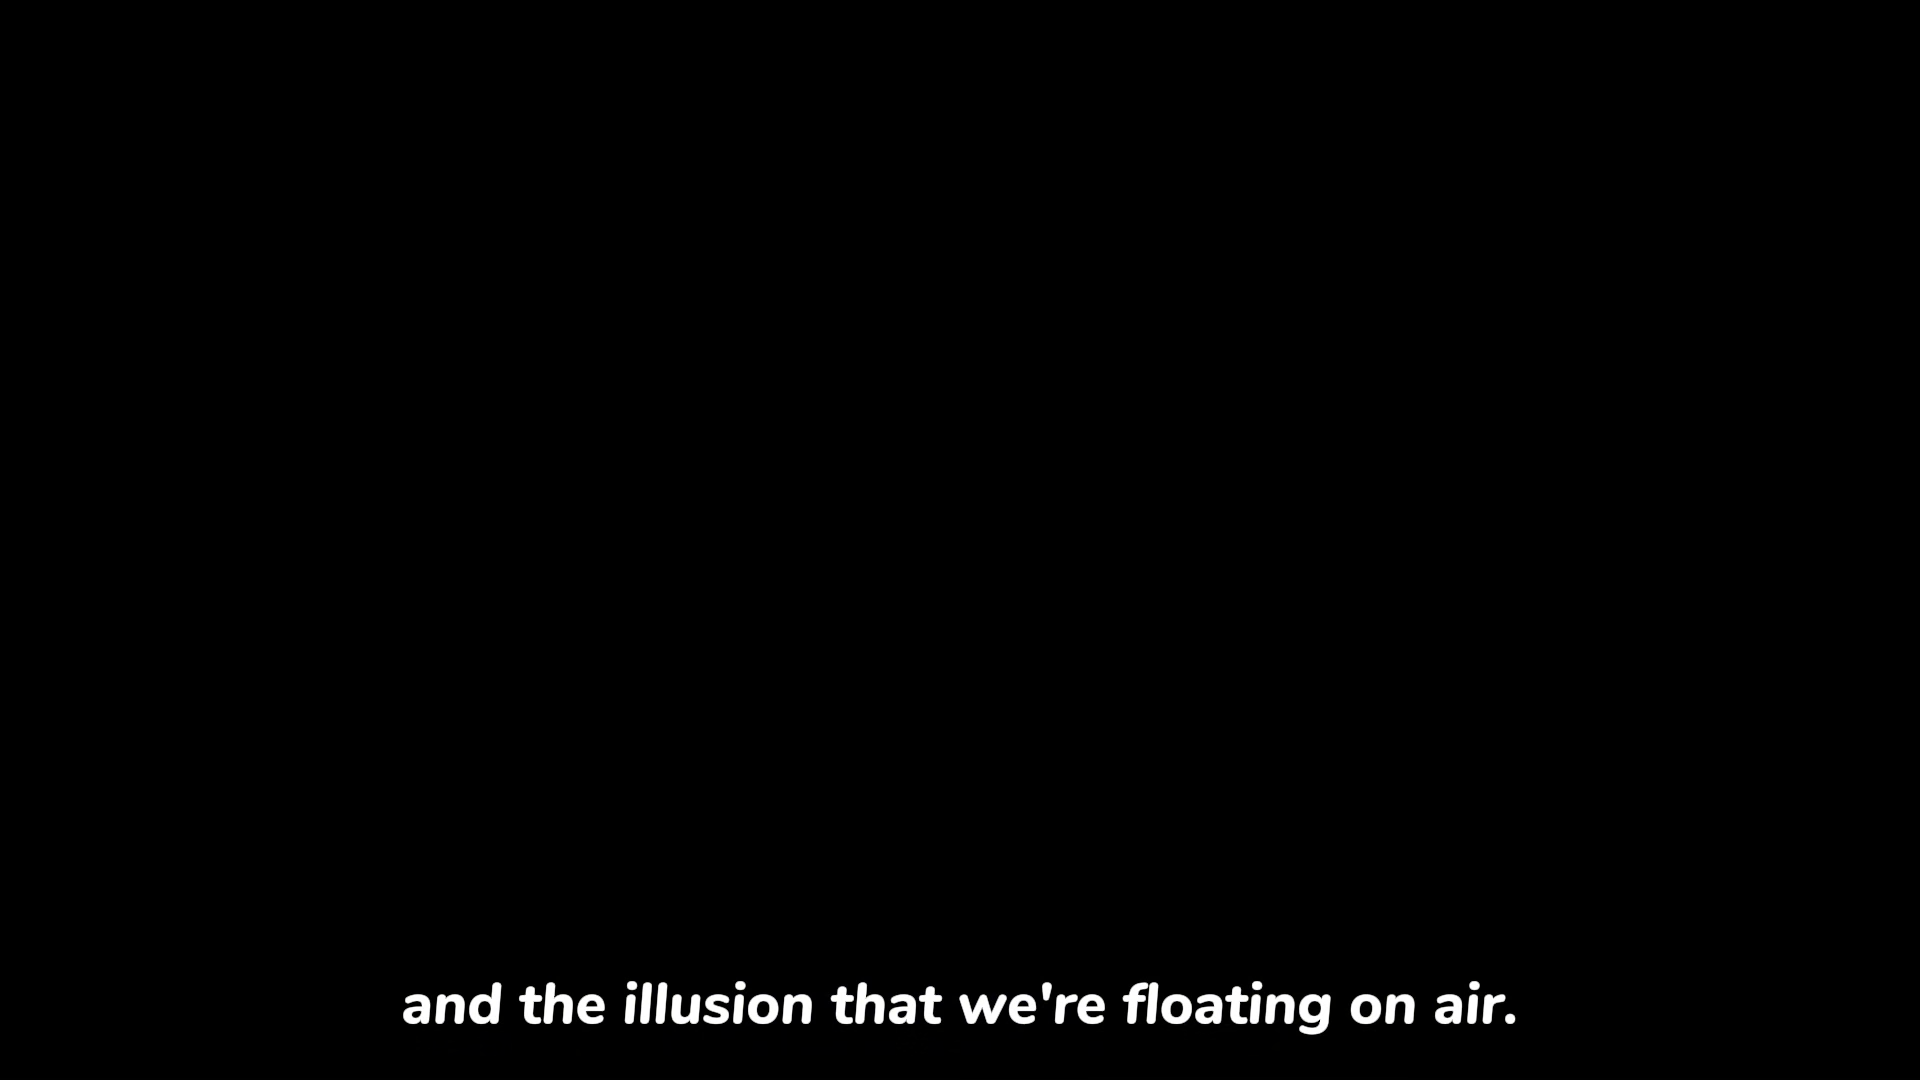 and the illusion that we're floating on air.